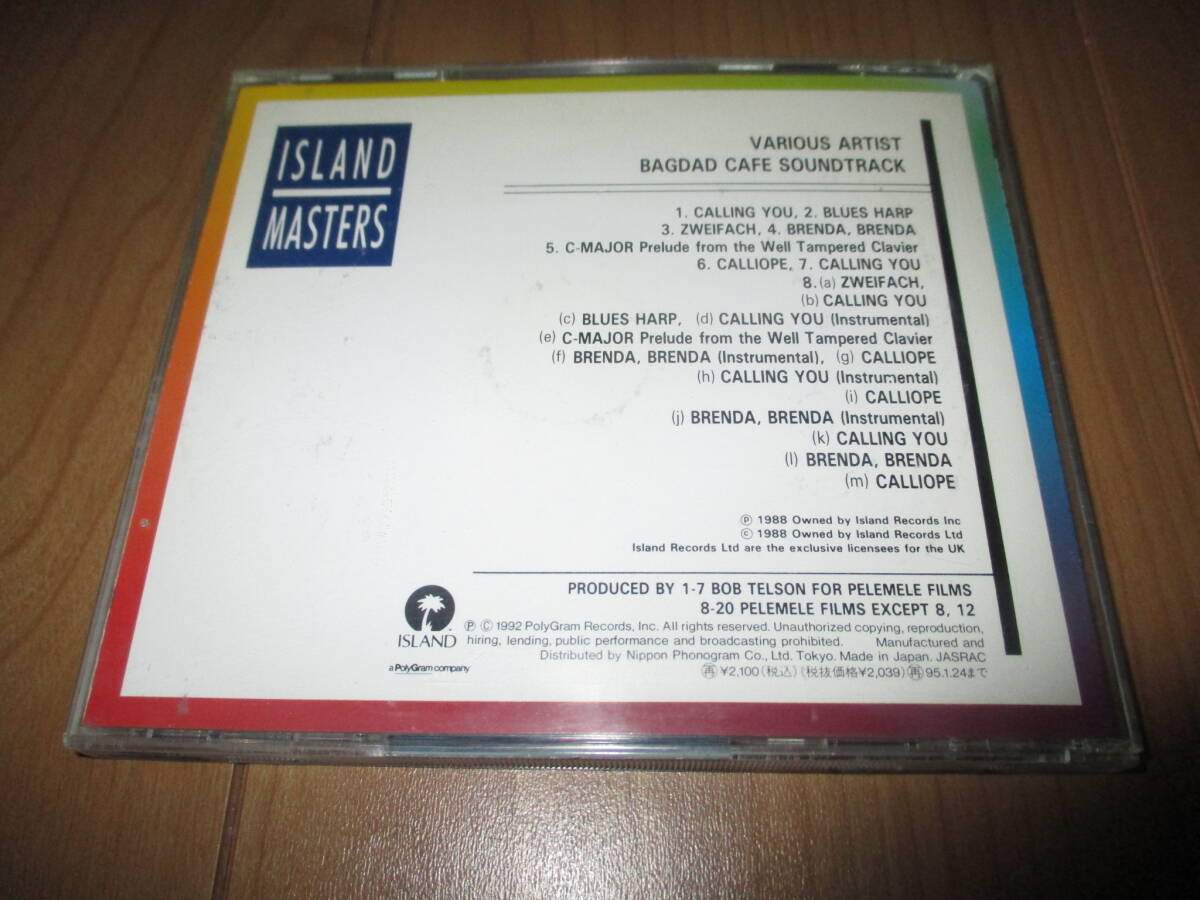 ISLAND
MASTERS
VARIOUS ARTIST
BAGDAD CAFE SOUNDTRACK
1. CALLING YOU, 2. BLUES HARP
3. ZWEIFACH, 4. BRENDA, BRENDA
5. C-MAJOR Prelude from the Well Tampered Clavier
6. CALLIOPE, 7. CALLING YOU
8.(a) ZWEIFACH,
(b) CALLING YOU
(c) BLUES HARP, (d) CALLING YOU (Instrumental)
(e) C-MAJOR Prelude from the Well Tampered Clavier
(f) BRENDA, BRENDA (Instrumental), (g) CALLIOPE
(h) CALLING YOU (Instrumental)
(i) CALLIOPE
(j) BRENDA, BRENDA (Instrumental)
(k) CALLING YOU
(l) BRENDA, BRENDA
(m) CALLIOPE
Ⓟ 1988 Owned by Island Records Inc
Ⓒ 1988 Owned by Island Records Ltd
Island Records Ltd are the exclusive licensees for the UK
PRODUCED BY 1-7 BOB TELSON FOR PELEMELE FILMS
8-20 PELEMELE FILMS EXCEPT 8, 12
ISLAND
a PolyGram company
Ⓟ Ⓒ 1992 PolyGram Records, Inc. All rights reserved. Unauthorized copying, reproduction,
hiring, lending, public performance and broadcasting prohibited. Manufactured and
Distributed by Nippon Phonogram Co., Ltd. Tokyo. Made in Japan. JASRAC
再 ¥2,100(税込)(税抜価格¥2,039) 再 95.1.24まで